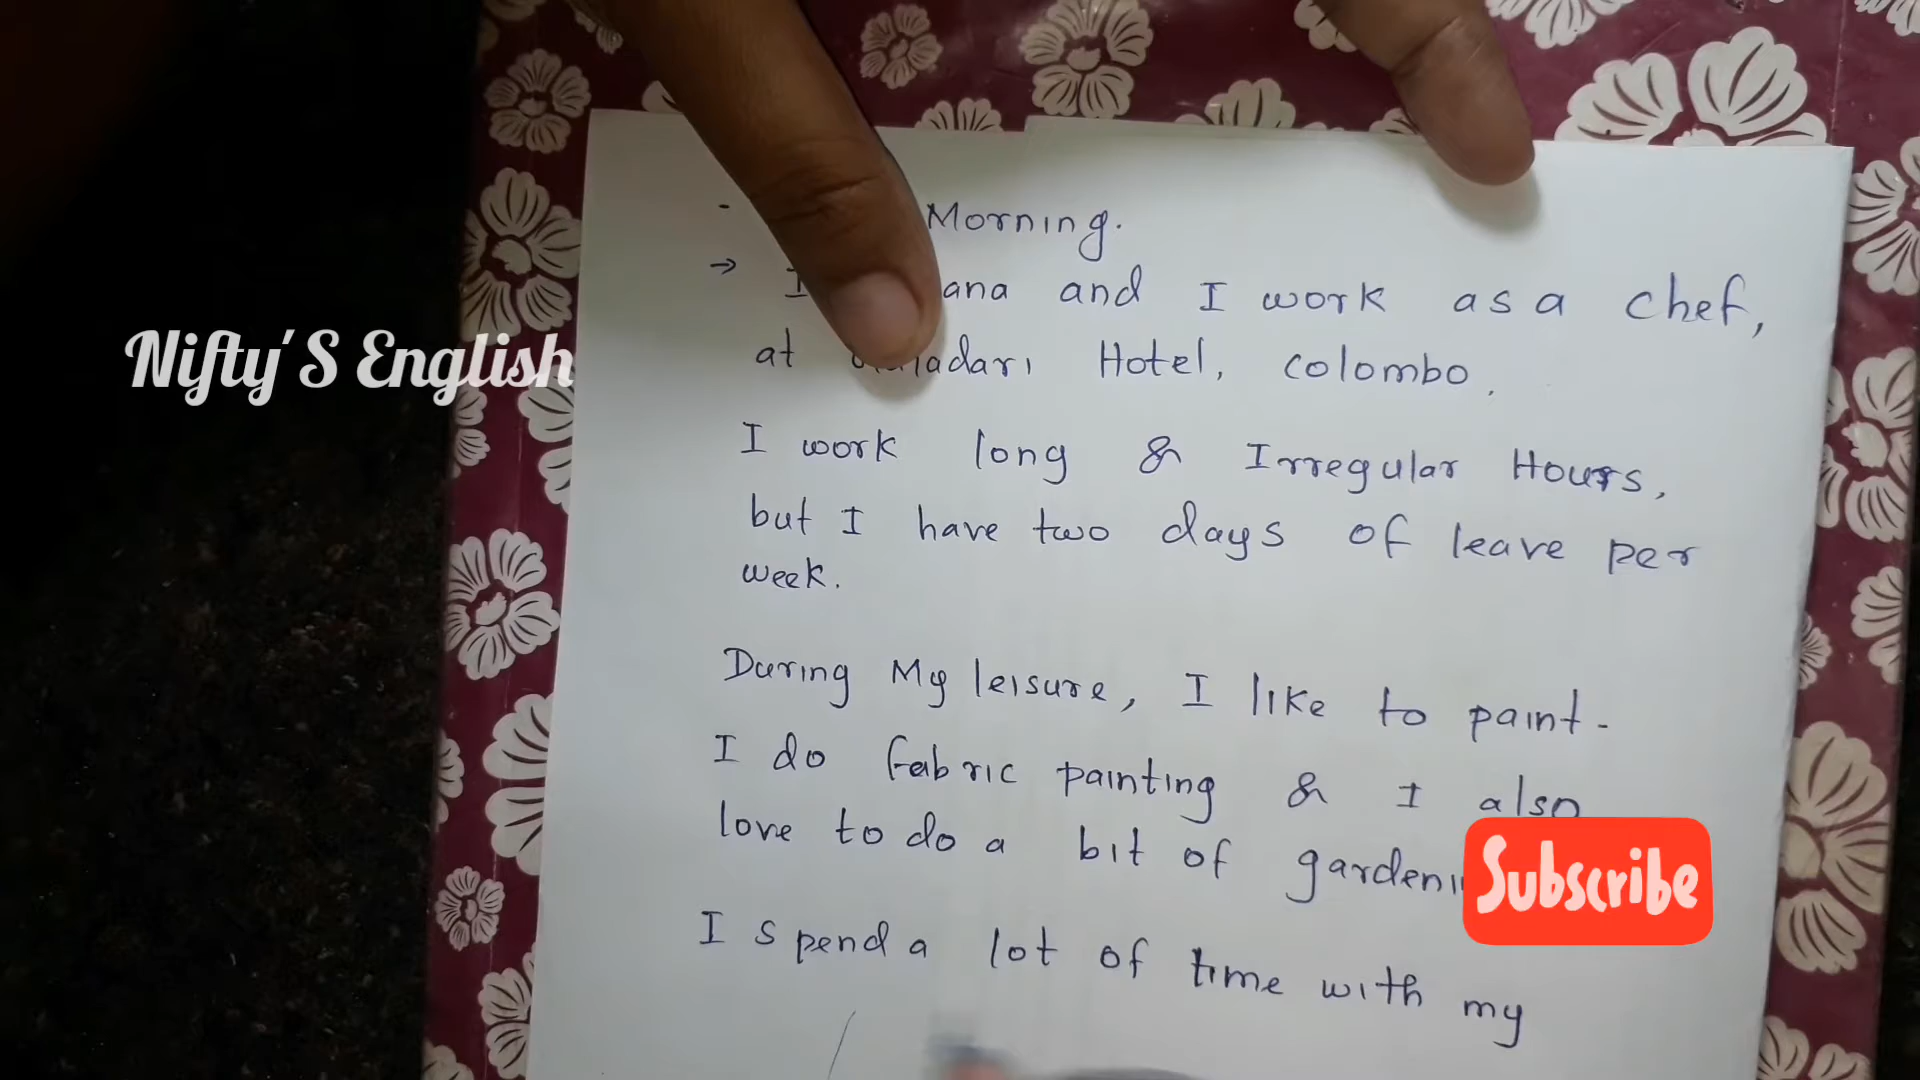 - Morning.
→ I and I work as a chef,
at Hotel, Colombo.
I work long & Irregular Hours,
but I have two days of leave per
week.
During My leisure, I like to paint-
I do fabric painting & I also
love to do a bit of
I spend a lot of time with my
Nifty'S English
Subscribe